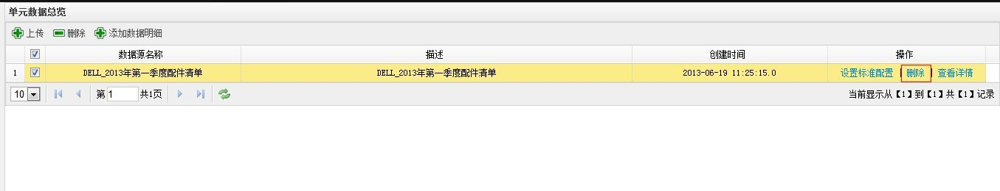 单元数据总览
上传 删除 添加数据明细
数据源名称 描述 创建时间 操作
1 DELL_2013年第一季度配件清单 DELL_2013年第一季度配件清单 2013-06-19 11:25:15.0 设置标准配置 | 删除 | 查看详情
10 第 1 共1页 当前显示从【1】到【1】共【1】记录